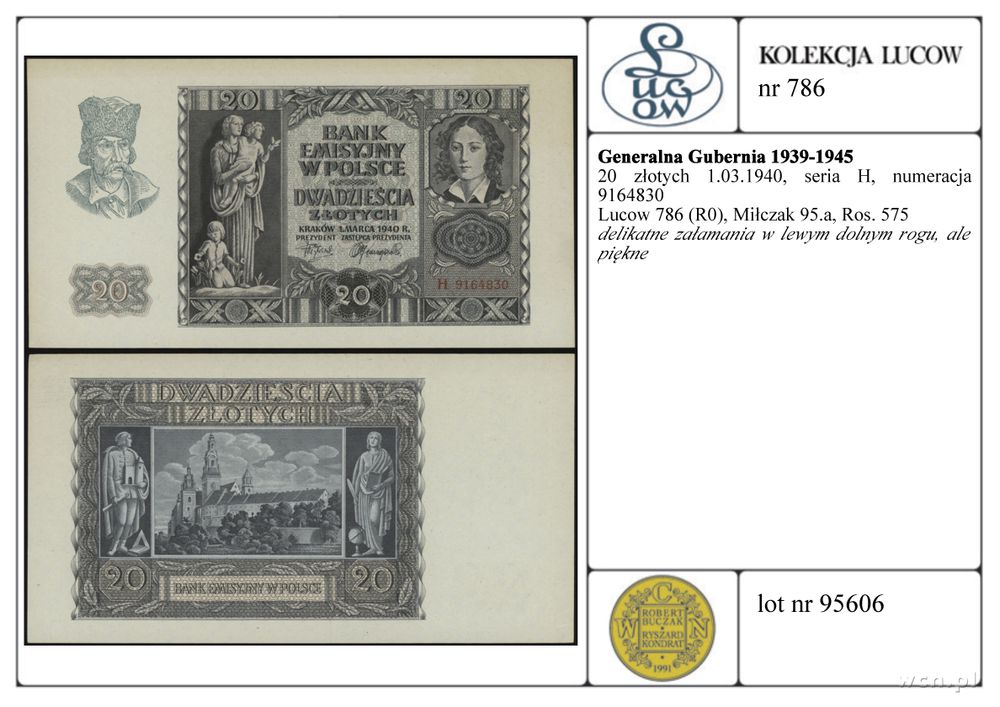 20 20
BANK
EMISYJNY
W POLSCE
DWADZIEŚCIA
ZŁOTYCH
KRAKÓW 1. MARCA 1940 R.
PREZYDENT ZASTĘPCA PREZYDENTA
H 9164830
20 20
DWADZIEŚCIA
ZŁOTYCH
20 20
BANK EMISYJNY W POLSCE
Lucow
KOLEKCJA LUCOW
nr 786
Generalna Gubernia 1939-1945
20 złotych 1.03.1940, seria H, numeracja
9164830
Lucow 786 (R0), Miłczak 95.a, Ros. 575
delikatne załamania w lewym dolnym rogu, ale
piękne
WCN
ROBERT
BUCZAK
RYSZARD
KONDRAT
1991
lot nr 95606
wcn.pl